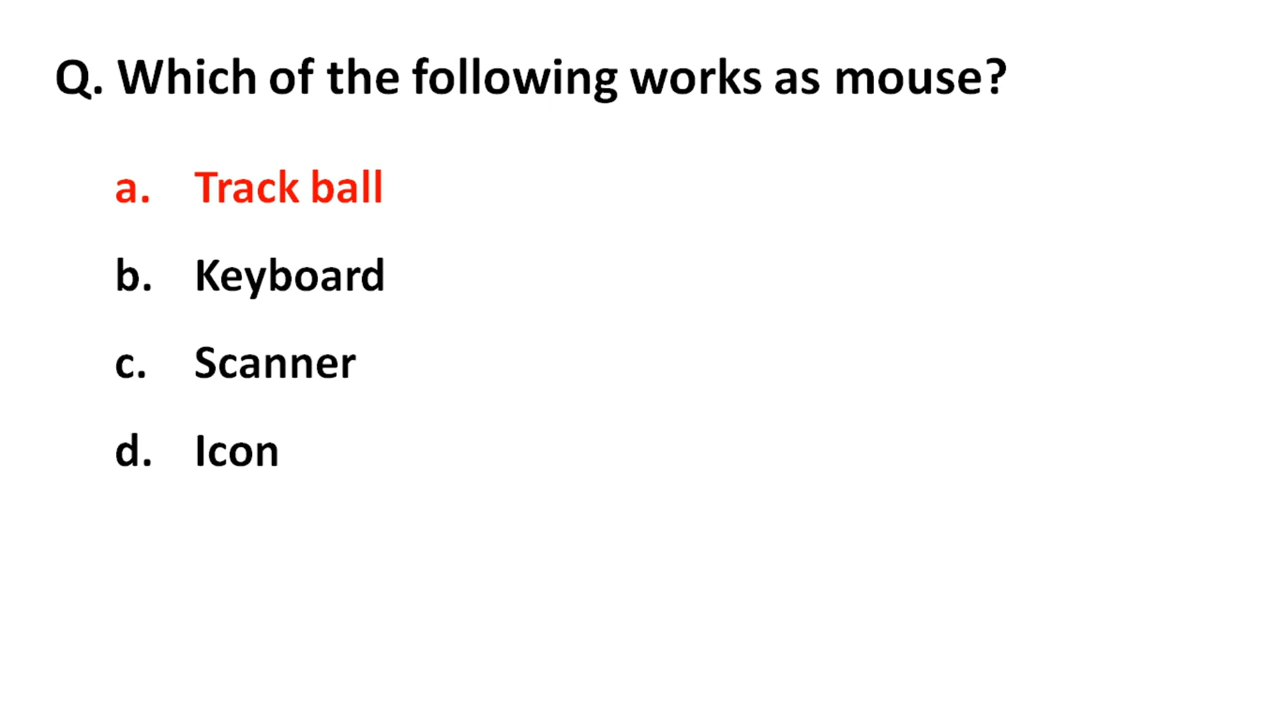 Q. Which of the following works as mouse?
a. Track ball
b. Keyboard
c. Scanner
d. Icon